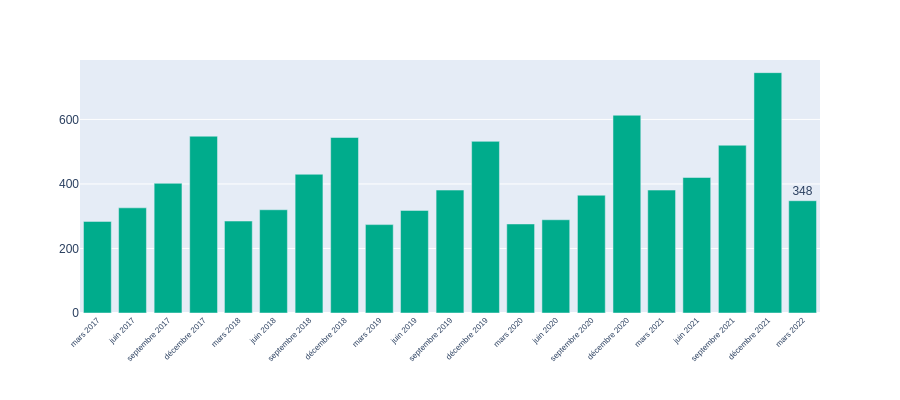 600
400
200
0
348
mars 2017
juin 2017
septembre 2017
décembre 2017
mars 2018
juin 2018
septembre 2018
décembre 2018
mars 2019
juin 2019
septembre 2019
décembre 2019
mars 2020
juin 2020
septembre 2020
décembre 2020
mars 2021
juin 2021
septembre 2021
décembre 2021
mars 2022